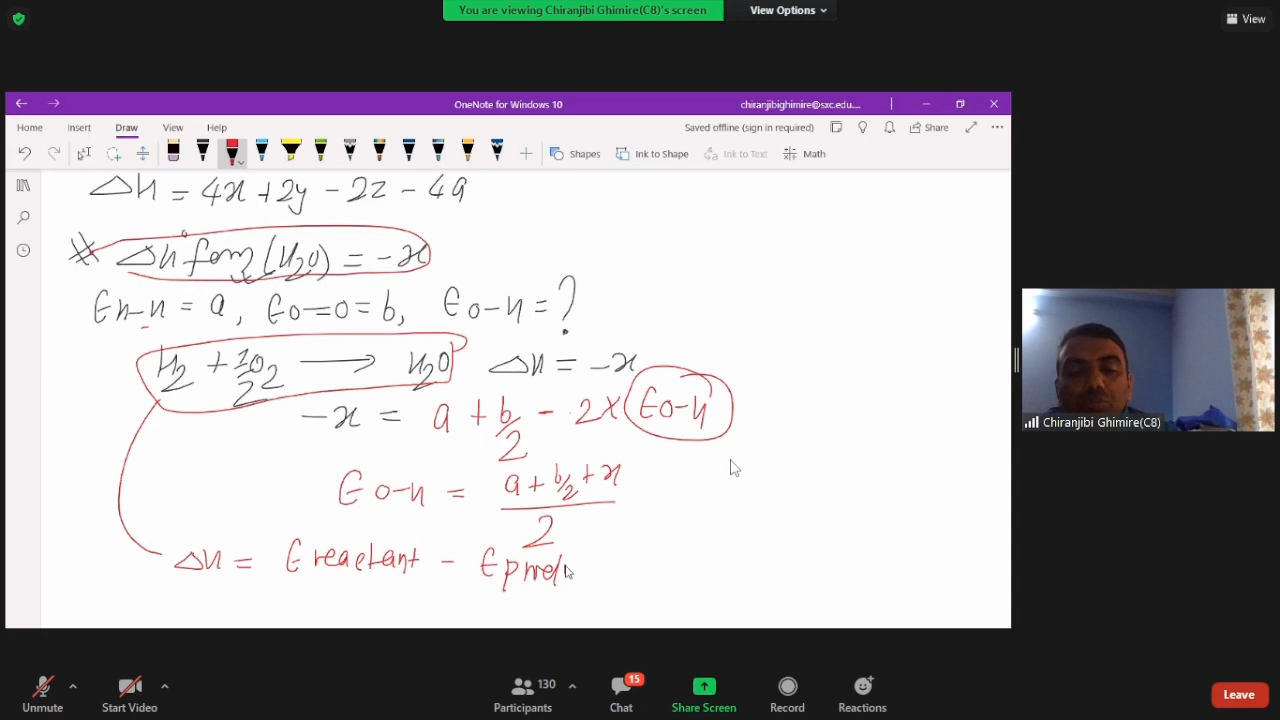 You are viewing Chiranjibi Ghimire(C8)'s screen
View Options
View
OneNote for Windows 10
chiranjibighimire@sxc.edu....
Home Insert Draw View Help
Saved offline (sign in required)
Share
Shapes
Ink to Shape
Ink to Text
Math
ΔH = 4x + 2y - 2z - 4a
* ΔH° form (H2O) = -x
EH-H = a, EO=O = b, EO-H = ?
H2 + 1/2 O2 → H2O ΔH = -x
-x = a + b/2 - 2 × EO-H
EO-H = (a + b/2 + x)/2
ΔH = E reactant - E prod
Chiranjibi Ghimire(C8)
Unmute
Start Video
130
Participants
15
Chat
Share Screen
Record
Reactions
Leave